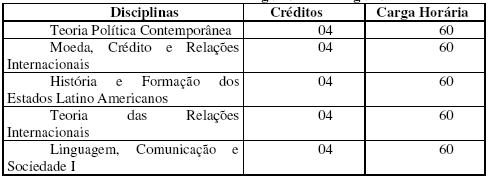 Disciplinas Créditos Carga Horária
Teoria Política Contemporânea 04 60
Moeda, Crédito e Relações 04 60
Internacionais
História e Formação dos 04 60
Estados Latino Americanos
Teoria das Relações 04 60
Internacionais
Linguagem, Comunicação e 04 60
Sociedade I